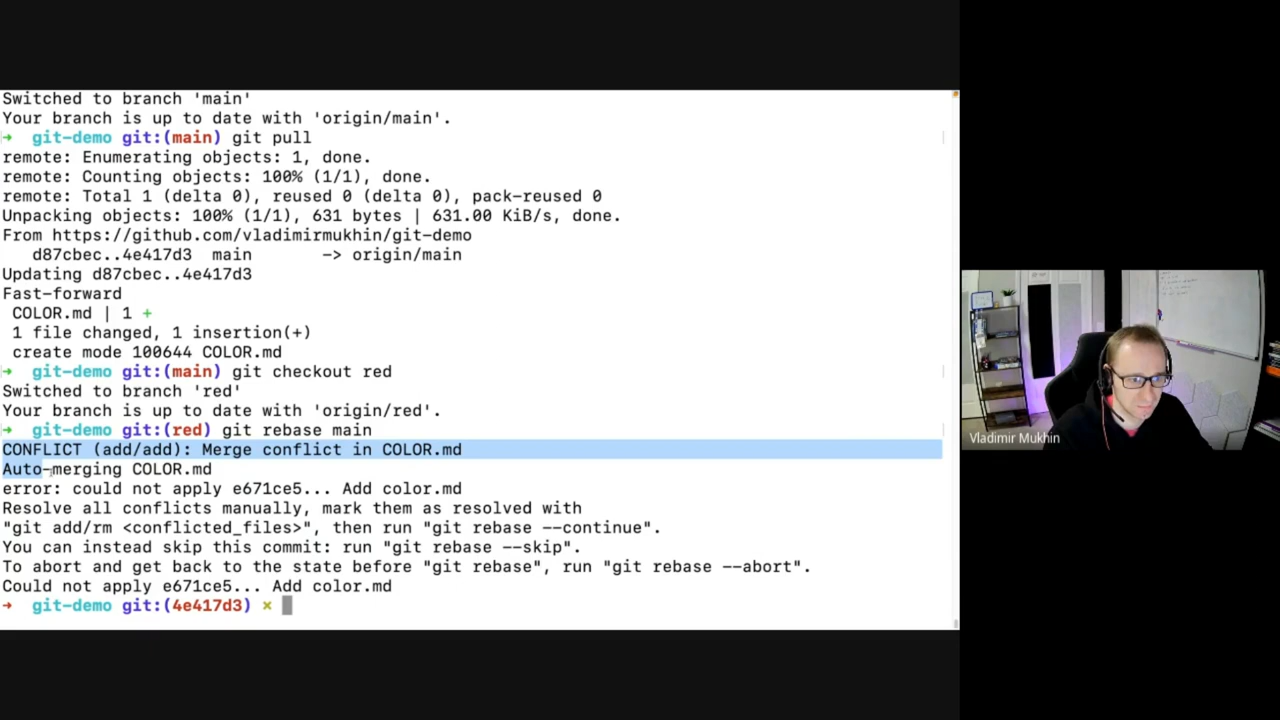 Switched to branch 'main'
Your branch is up to date with 'origin/main'.
→ git-demo git:(main) git pull
remote: Enumerating objects: 1, done.
remote: Counting objects: 100% (1/1), done.
remote: Total 1 (delta 0), reused 0 (delta 0), pack-reused 0
Unpacking objects: 100% (1/1), 631 bytes | 631.00 KiB/s, done.
From https://github.com/vladimirmukhin/git-demo
d87cbec..4e417d3 main -> origin/main
Updating d87cbec..4e417d3
Fast-forward
COLOR.md | 1 +
1 file changed, 1 insertion(+)
create mode 100644 COLOR.md
→ git-demo git:(main) git checkout red
Switched to branch 'red'
Your branch is up to date with 'origin/red'.
→ git-demo git:(red) git rebase main
CONFLICT (add/add): Merge conflict in COLOR.md
Auto-merging COLOR.md
error: could not apply e671ce5... Add color.md
Resolve all conflicts manually, mark them as resolved with
"git add/rm <conflicted_files>", then run "git rebase --continue".
You can instead skip this commit: run "git rebase --skip".
To abort and get back to the state before "git rebase", run "git rebase --abort".
Could not apply e671ce5... Add color.md
→ git-demo git:(4e417d3) ×
Vladimir Mukhin